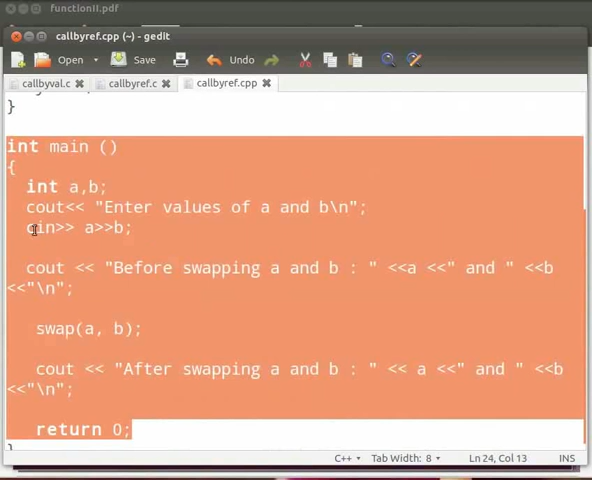 functionII.pdf
callbyref.cpp (~) - gedit
Open Save Undo
callbyval.c callbyref.c callbyref.cpp
}
int main ()
{
int a,b;
cout<< "Enter values of a and b\n";
cin>> a>>b;
cout << "Before swapping a and b : " <<a <<" and " <<b
<<"\n";
swap(a, b);
cout << "After swapping a and b : " << a <<" and " <<b
<<"\n";
return 0;
}
C++ Tab Width: 8 Ln 24, Col 13 INS